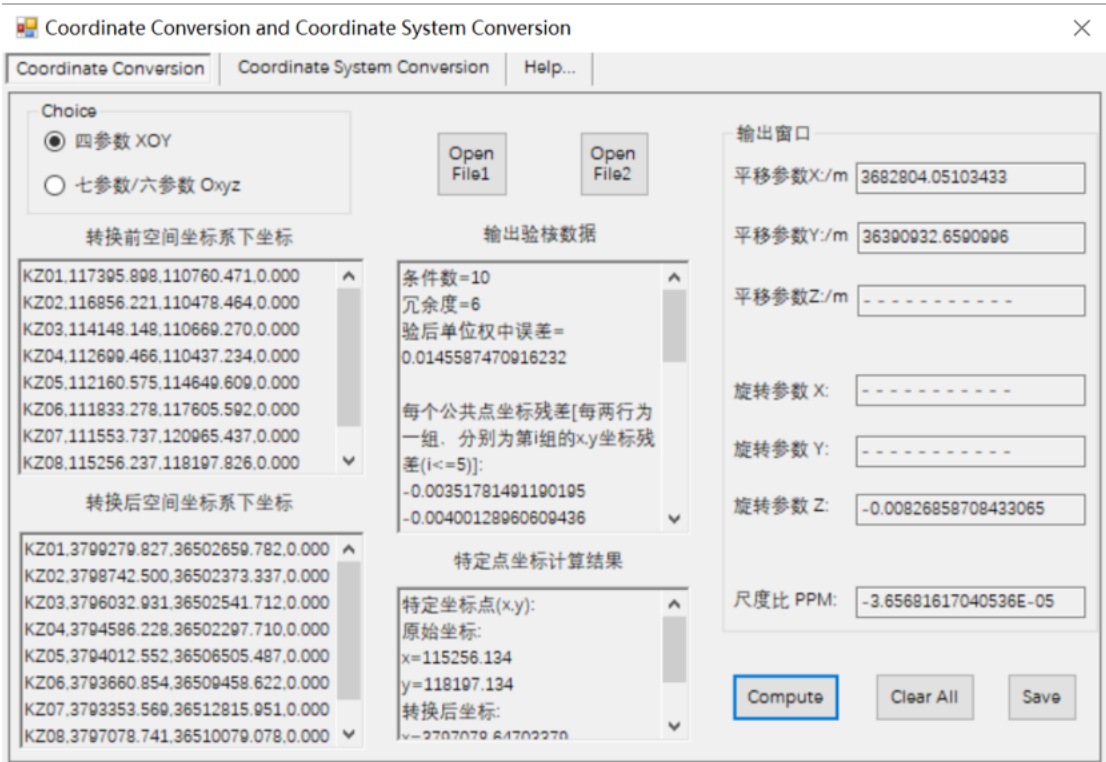 Coordinate Conversion and Coordinate System Conversion
Coordinate Conversion
Coordinate System Conversion
Help...
Choice
四参数 XOY
七参数/六参数 Oxyz
Open
File1
Open
File2
转换前空间坐标系下坐标
KZ01,117395.898,110760.471,0.000
KZ02,116856.221,110478.464,0.000
KZ03,114148.148,110669.270,0.000
KZ04,112699.466,110437.234,0.000
KZ05,112160.575,114649.609,0.000
KZ06,111833.278,117605.592,0.000
KZ07,111553.737,120965.437,0.000
KZ08,115256.237,118197.826,0.000
转换后空间坐标系下坐标
KZ01,3799279.827,36502659.782,0.000
KZ02,3798742.500,36502373.337,0.000
KZ03,3796032.931,36502541.712,0.000
KZ04,3794586.228,36502297.710,0.000
KZ05,3794012.552,36506505.487,0.000
KZ06,3793660.854,36509458.622,0.000
KZ07,3793353.569,36512815.951,0.000
KZ08,3797078.741,36510079.078,0.000
输出验核数据
条件数=10
冗余度=6
验后单位权中误差=
0.0145587470916232
每个公共点坐标残差[每两行为
一组．分别为第i组的x.y坐标残
差(i<=5)]:
-0.00351781491190195
-0.00400128960609436
特定点坐标计算结果
特定坐标点(x.y):
原始坐标:
x=115256.134
y=118197.134
转换后坐标:
x=3797078.64703379
输出窗口
平移参数X:/m 3682804.05103433
平移参数Y:/m 36390932.6590996
平移参数Z:/m - - - - - - - - - - -
旋转参数 X: - - - - - - - - - - -
旋转参数 Y: - - - - - - - - - - -
旋转参数 Z: -0.00826858708433065
尺度比 PPM: -3.65681617040536E-05
Compute
Clear All
Save